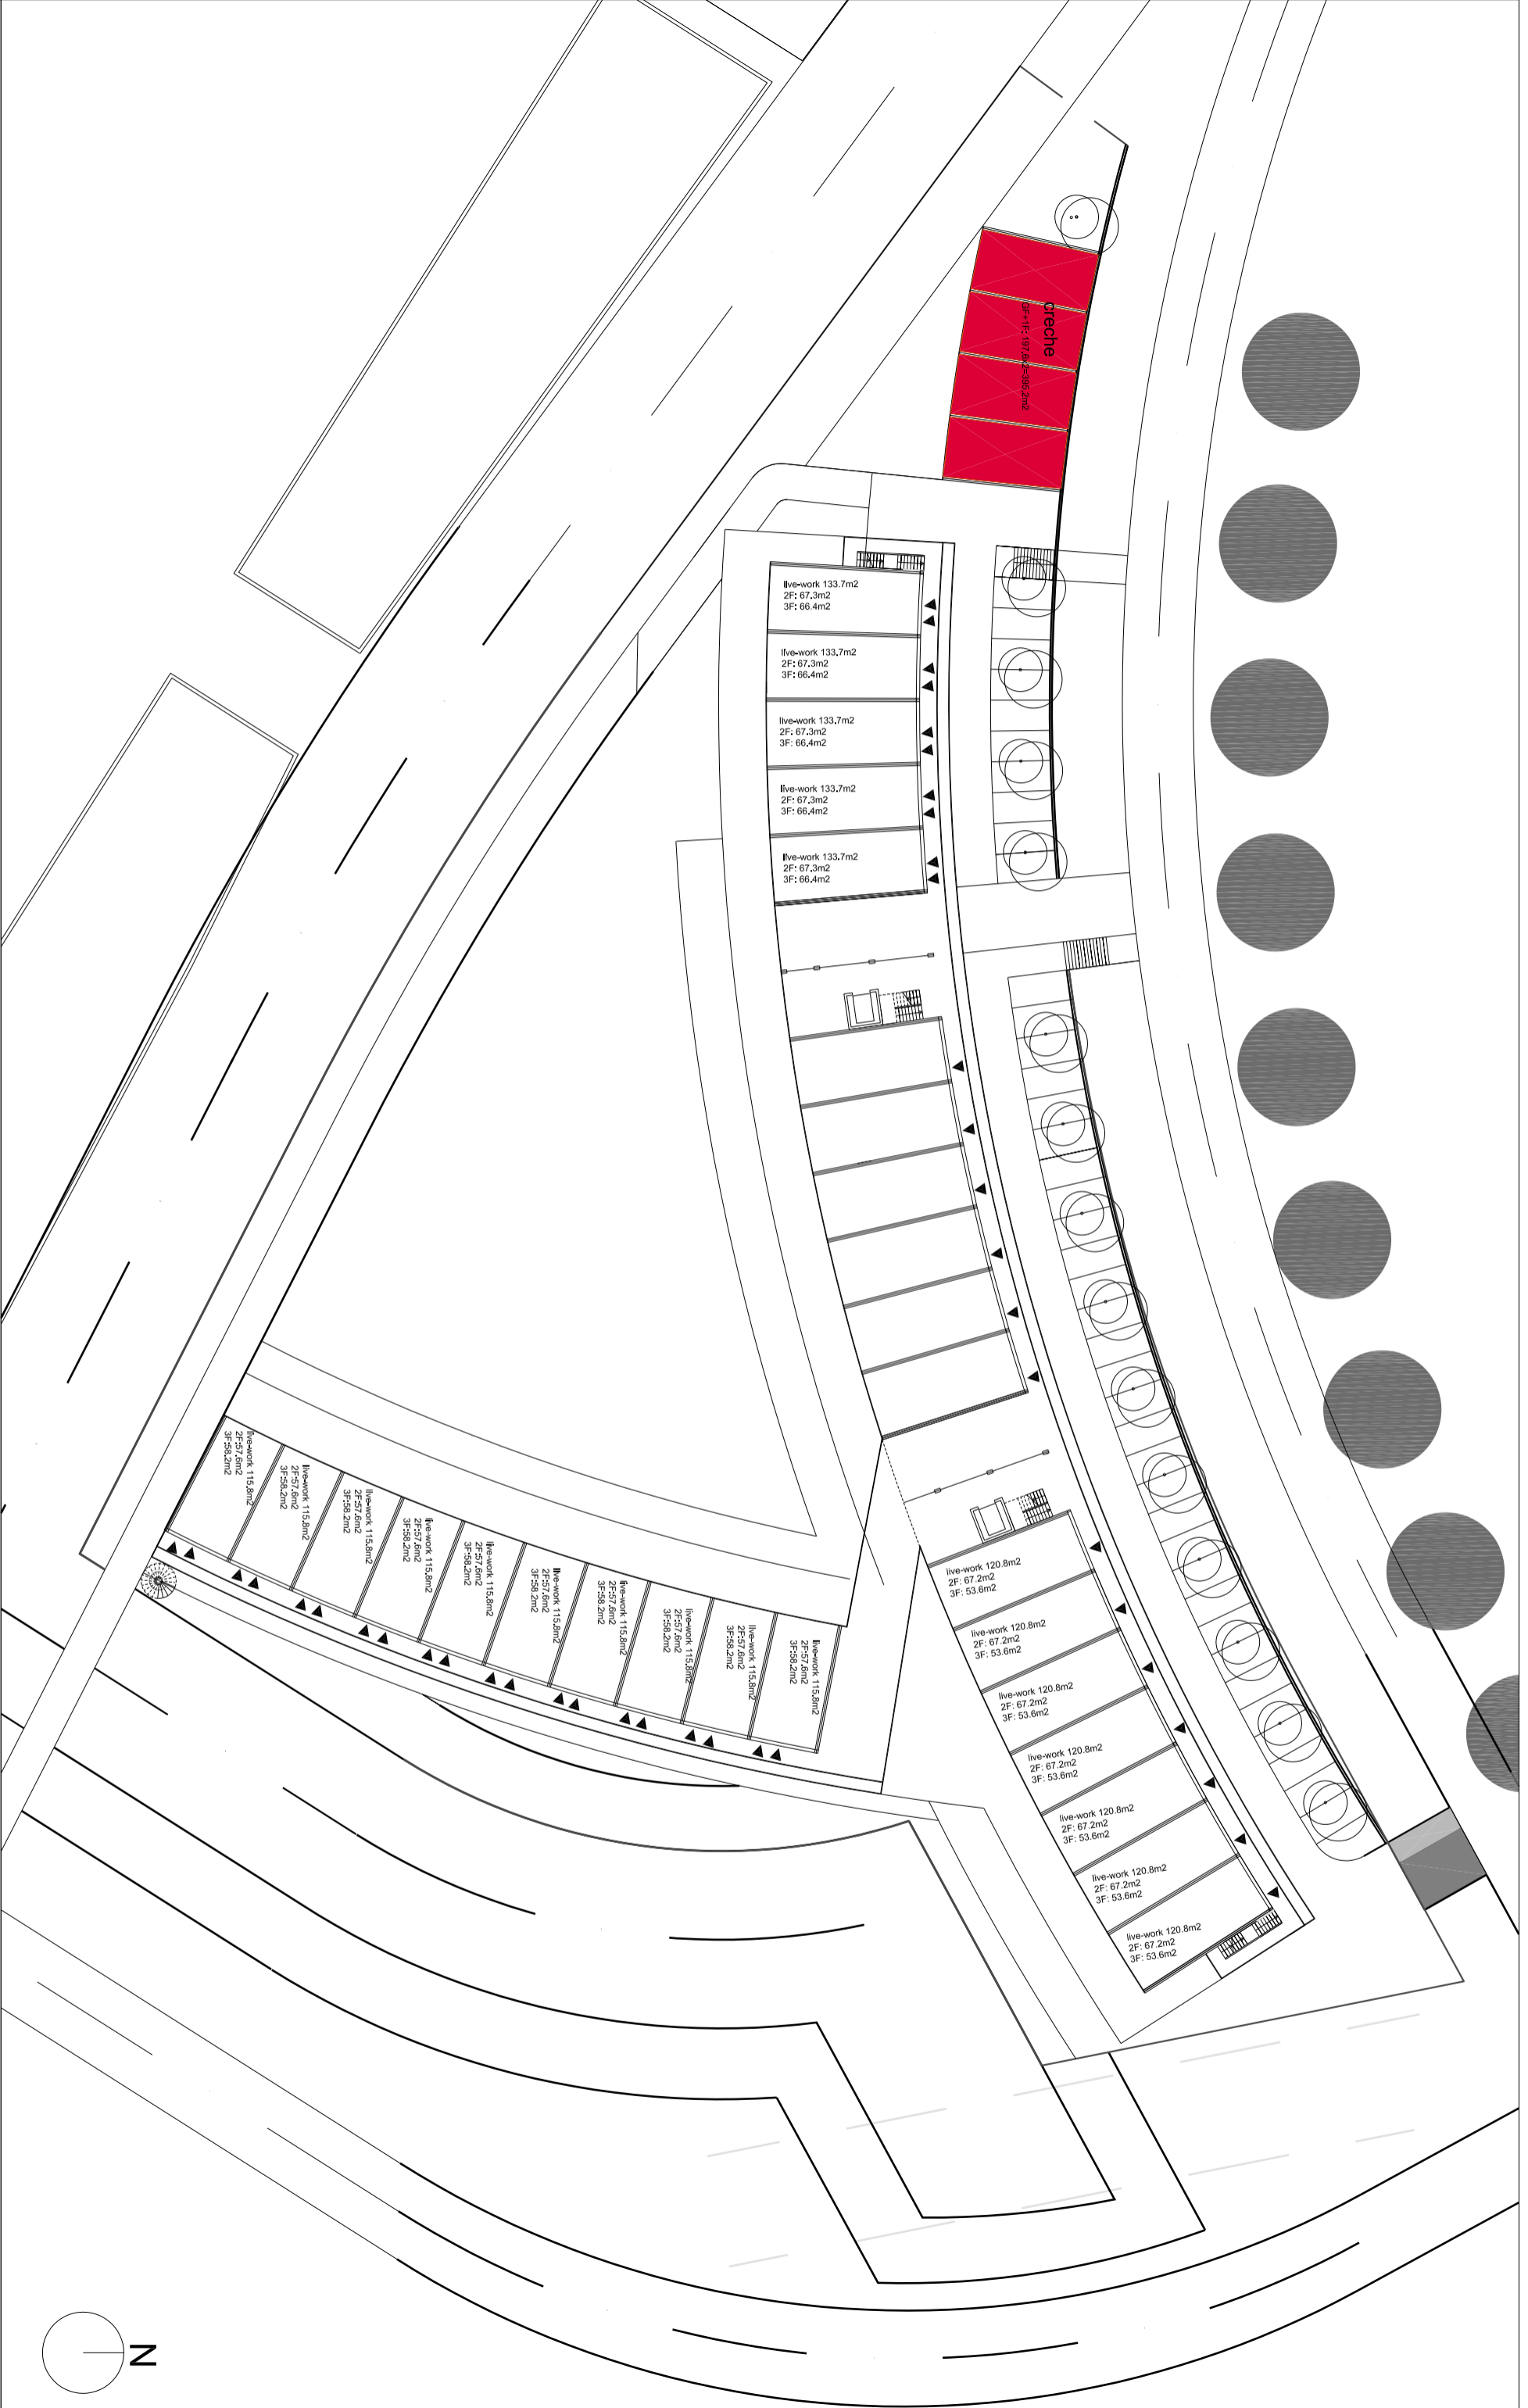 creche
GF+1F: 197,6x2=395,2m2
live-work 133.7m2
2F: 67.3m2
3F: 66.4m2
live-work 133.7m2
2F: 67.3m2
3F: 66.4m2
live-work 133.7m2
2F: 67.3m2
3F: 66.4m2
live-work 133.7m2
2F: 67.3m2
3F: 66.4m2
live-work 133.7m2
2F: 67.3m2
3F: 66.4m2
live-work 115,8m2
2F:57,6m2
3F:58,2m2
live-work 115,8m2
2F:57,6m2
3F:58,2m2
live-work 115,8m2
2F:57,6m2
3F:58,2m2
live-work 115,8m2
2F:57,6m2
3F:58,2m2
live-work 115,8m2
2F:57,6m2
3F:58,2m2
live-work 115,8m2
2F:57,6m2
3F:58,2m2
live-work 115,8m2
2F:57,6m2
3F:58,2m2
live-work 115,8m2
2F:57,6m2
3F:58,2m2
live-work 115,8m2
2F:57,6m2
3F:58,2m2
live-work 115,8m2
2F:57,6m2
3F:58,2m2
live-work 120.8m2
2F: 67.2m2
3F: 53.6m2
live-work 120.8m2
2F: 67.2m2
3F: 53.6m2
live-work 120.8m2
2F: 67.2m2
3F: 53.6m2
live-work 120.8m2
2F: 67.2m2
3F: 53.6m2
live-work 120.8m2
2F: 67.2m2
3F: 53.6m2
live-work 120.8m2
2F: 67.2m2
3F: 53.6m2
live-work 120.8m2
2F: 67.2m2
3F: 53.6m2
N